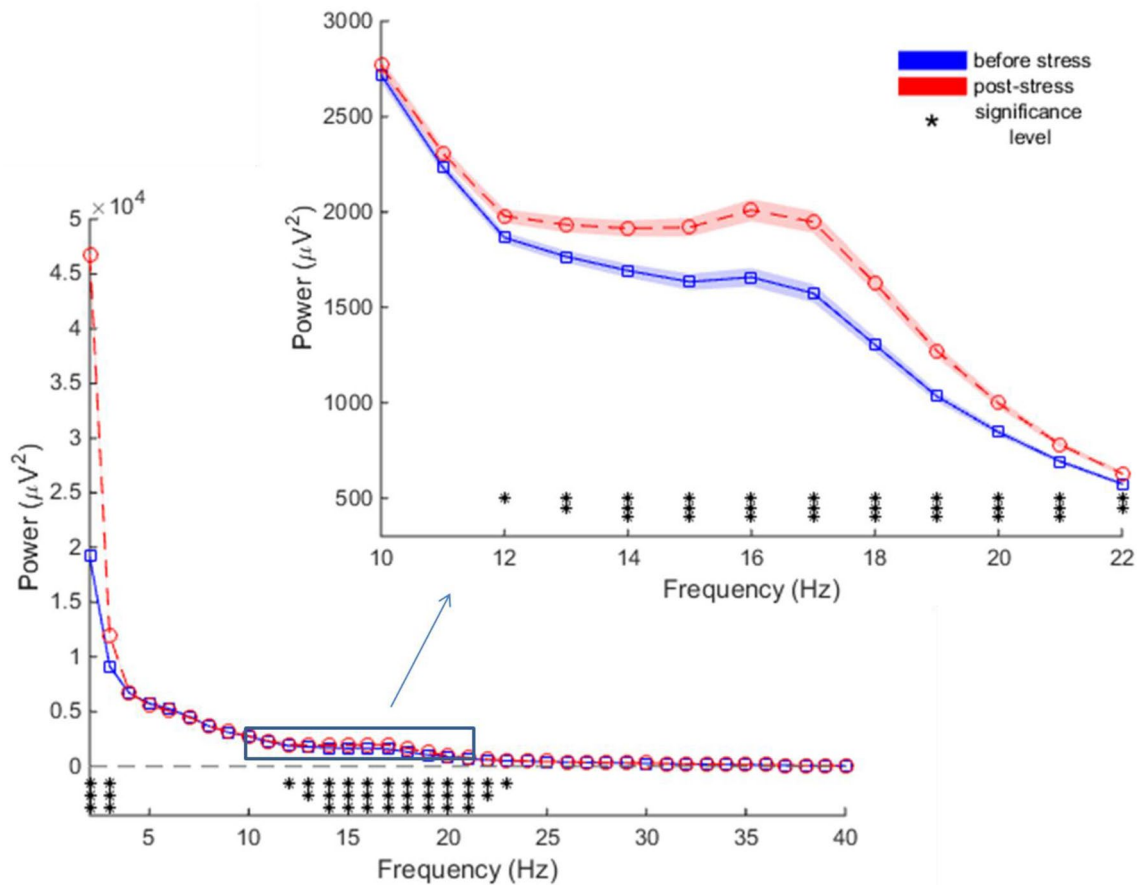 3000
2500
2000
1500
1000
500
Power (μV²)
before stress
post-stress
* significance
level
* * * * * * * * * * *
* * * * * * * * * *
* * * * * * * *
10 12 14 16 18 20 22
Frequency (Hz)
× 10⁴
5
4.5
4
3.5
3
2.5
2
1.5
1
0.5
0
Power (μV²)
* * * * * * * * * * * * * *
* * * * * * * * * * * *
* * * * * * * * * *
5 10 15 20 25 30 35 40
Frequency (Hz)